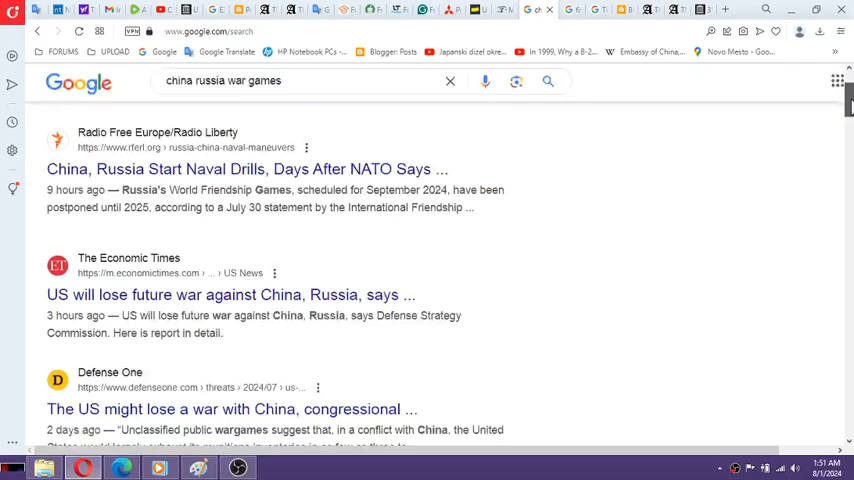 VPN
www.google.com/search
FORUMS
UPLOAD
Google
Google Translate
HP Notebook PCs -...
Blogger: Posts
Japanski dizel okre...
In 1999, Why a B-2...
Embassy of China,...
Novo Mesto - Goo...
Google
china russia war games
Radio Free Europe/Radio Liberty
https://www.rferl.org › russia-china-naval-maneuvers
China, Russia Start Naval Drills, Days After NATO Says ...
9 hours ago — Russia's World Friendship Games, scheduled for September 2024, have been
postponed until 2025, according to a July 30 statement by the International Friendship ...
ET
The Economic Times
https://m.economictimes.com › ... › US News
US will lose future war against China, Russia, says ...
3 hours ago — US will lose future war against China, Russia, says Defense Strategy
Commission. Here is report in detail.
D
Defense One
https://www.defenseone.com › threats › 2024/07 › us-...
The US might lose a war with China, congressional ...
2 days ago — "Unclassified public wargames suggest that, in a conflict with China, the United
1:51 AM
8/1/2024